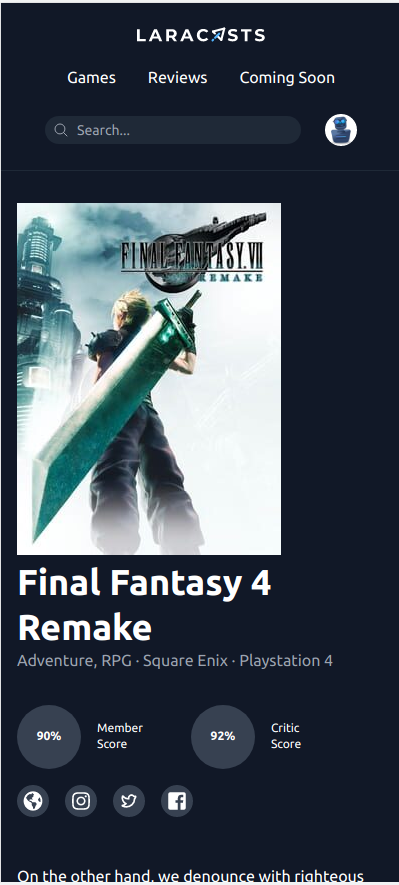 LARACASTS
Games Reviews Coming Soon
Search...
FINAL FANTASY VII
REMAKE
Final Fantasy 4
Remake
Adventure, RPG · Square Enix · Playstation 4
90% Member
Score
92% Critic
Score
On the other hand, we denounce with righteous